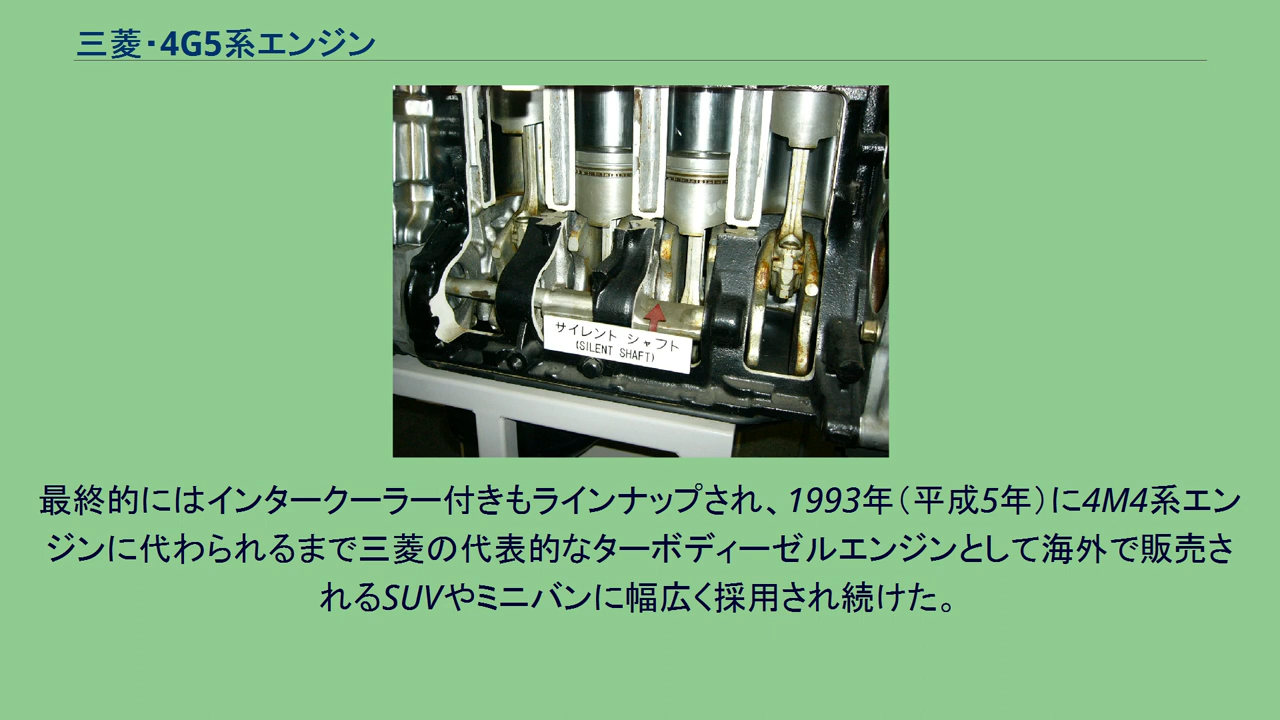 三菱・4G5系エンジン
サイレント シャフト
(SILENT SHAFT)
最終的にはインタークーラー付きもラインナップされ、1993年（平成5年）に4M4系エン
ジンに代わられるまで三菱の代表的なターボディーゼルエンジンとして海外で販売さ
れるSUVやミニバンに幅広く採用され続けた。